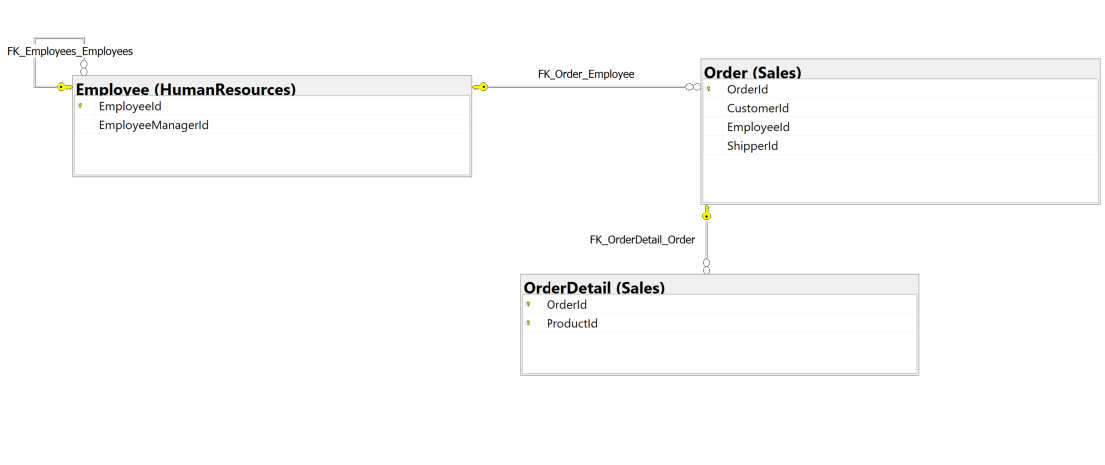 FK_Employees_Employees
Employee (HumanResources)
EmployeeId
EmployeeManagerId
FK_Order_Employee
Order (Sales)
OrderId
CustomerId
EmployeeId
ShipperId
FK_OrderDetail_Order
OrderDetail (Sales)
OrderId
ProductId